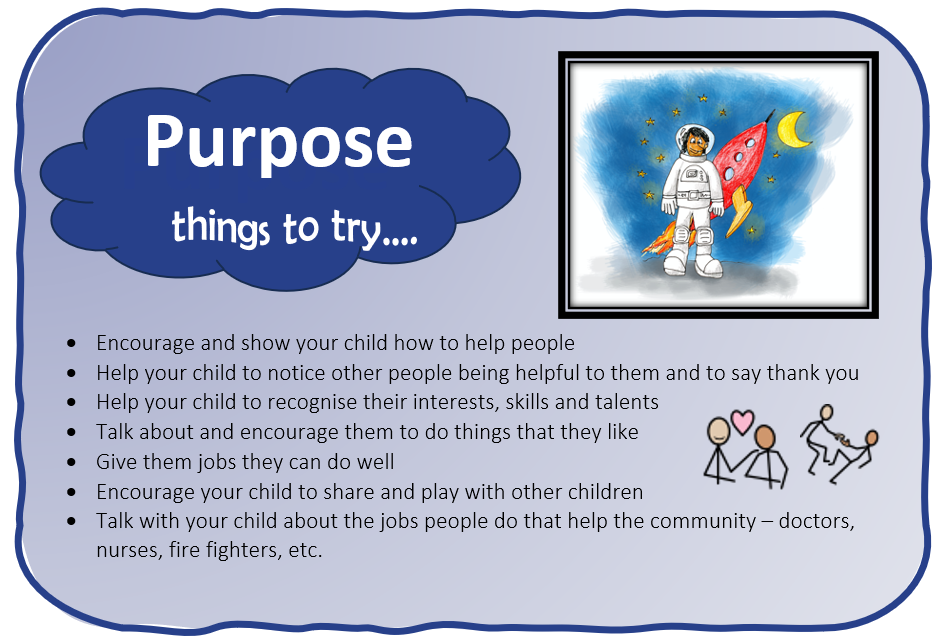 Purpose
things to try....
• Encourage and show your child how to help people
• Help your child to notice other people being helpful to them and to say thank you
• Help your child to recognise their interests, skills and talents
• Talk about and encourage them to do things that they like
• Give them jobs they can do well
• Encourage your child to share and play with other children
• Talk with your child about the jobs people do that help the community – doctors,
nurses, fire fighters, etc.